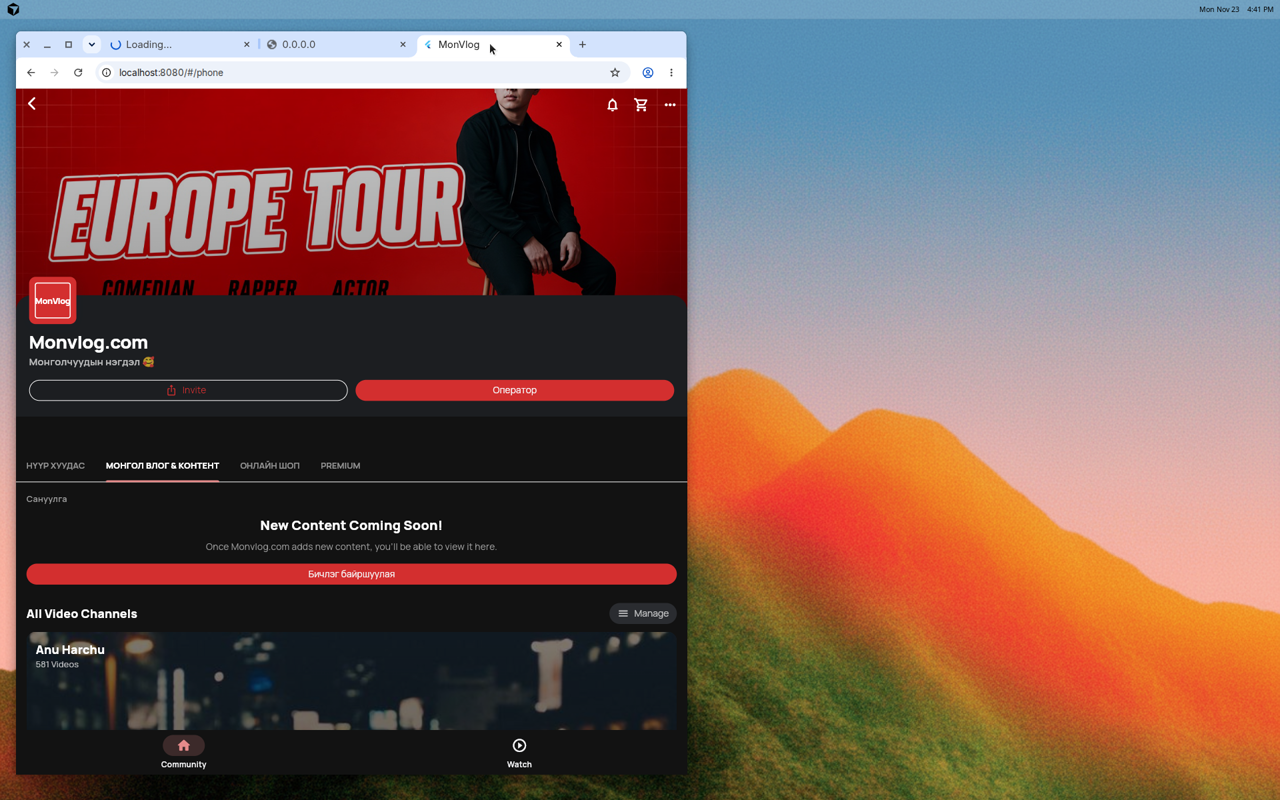 Mon Nov 23 4:41 PM
Loading...
0.0.0.0
MonVlog
localhost:8080/#/phone
EUROPE TOUR
COMEDIAN RAPPER ACTOR
MonVlog
Monvlog.com
Монголчуудын нэгдэл 🥰
Invite
Оператор
НҮҮР ХУУДАС МОНГОЛ ВЛОГ & КОНТЕНТ ОНЛАЙН ШОП PREMIUM
Сануулга
New Content Coming Soon!
Once Monvlog.com adds new content, you'll be able to view it here.
Бичлэг байршуулая
All Video Channels
Manage
Anu Harchu
581 Videos
Community
Watch